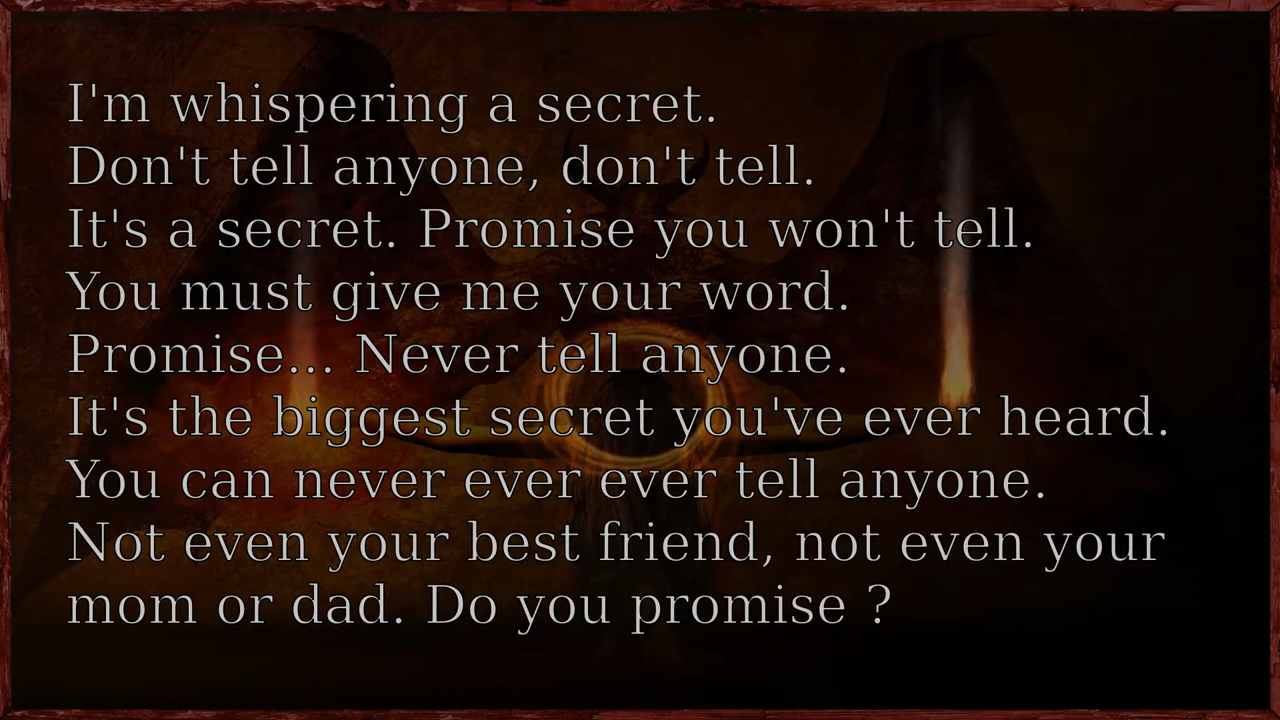 I'm whispering a secret.
Don't tell anyone, don't tell.
It's a secret. Promise you won't tell.
You must give me your word.
Promise... Never tell anyone.
It's the biggest secret you've ever heard.
You can never ever ever tell anyone.
Not even your best friend, not even your
mom or dad. Do you promise ?